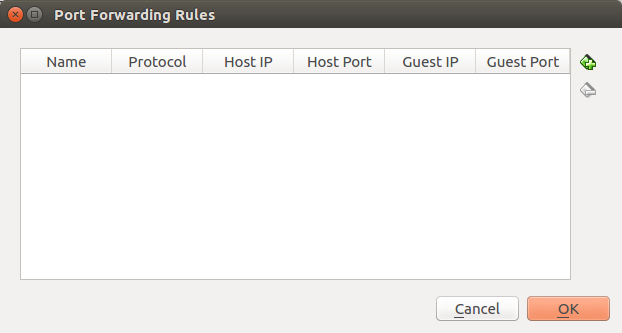 Port Forwarding Rules
Name Protocol Host IP Host Port Guest IP Guest Port
Cancel OK